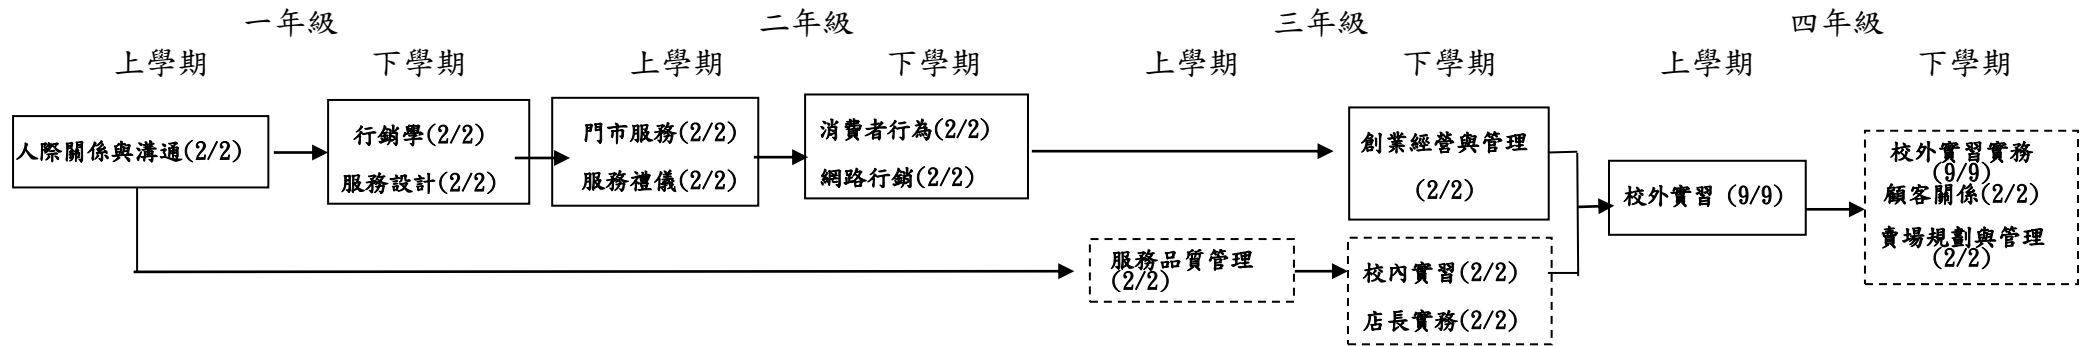 一年級 二年級 三年級 四年級
上學期 下學期 上學期 下學期 上學期 下學期 上學期 下學期
人際關係與溝通(2/2)
行銷學(2/2)
服務設計(2/2)
門市服務(2/2)
服務禮儀(2/2)
消費者行為(2/2)
網路行銷(2/2)
創業經營與管理
(2/2)
服務品質管理
(2/2)
校內實習(2/2)
店長實務(2/2)
校外實習 (9/9)
校外實習實務
(9/9)
顧客關係(2/2)
賣場規劃與管理
(2/2)